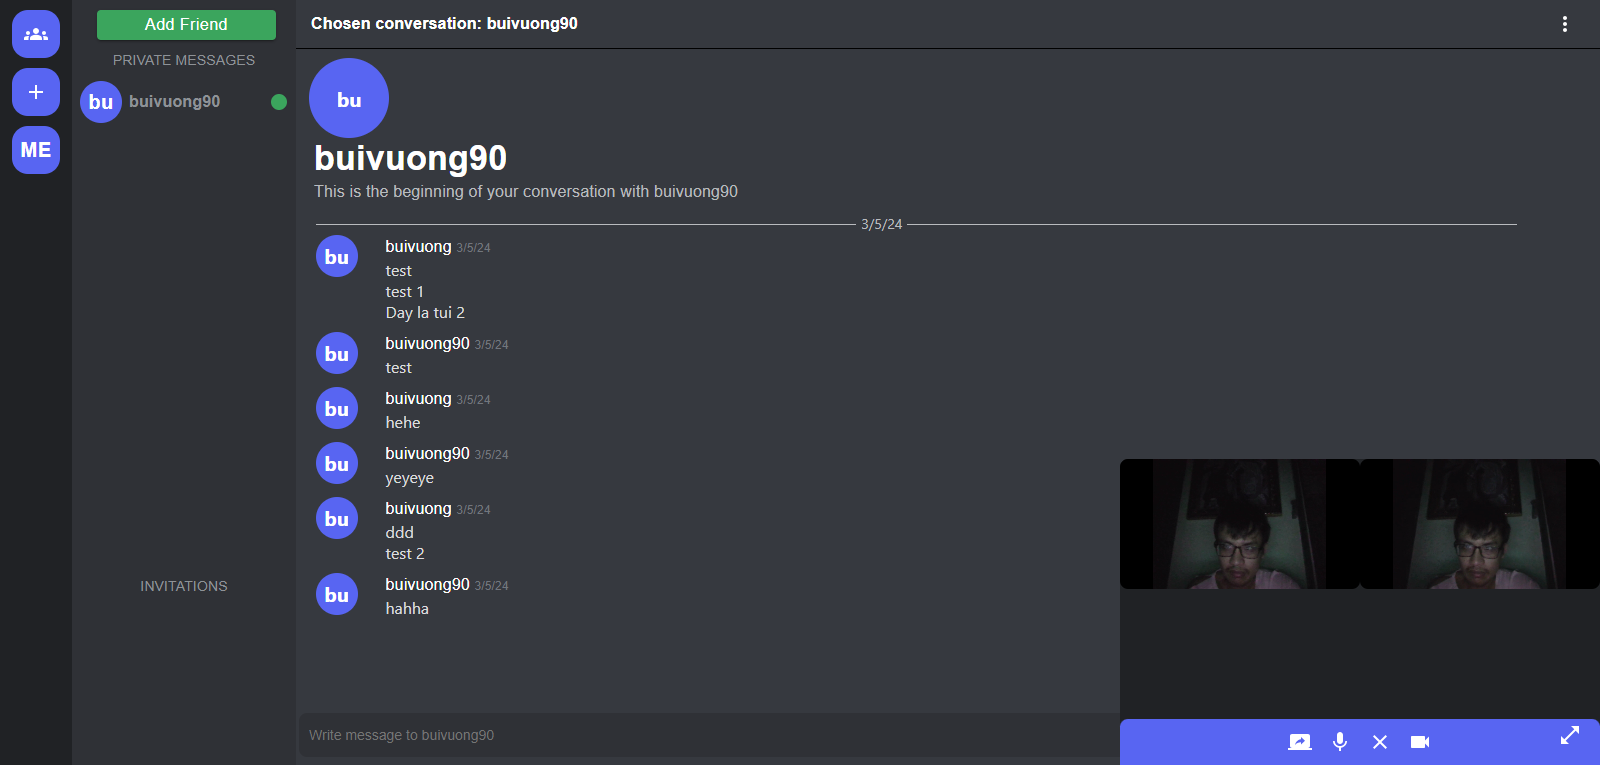 ME
Add Friend
PRIVATE MESSAGES
bu buivuong90
INVITATIONS
Chosen conversation: buivuong90
bu
buivuong90
This is the beginning of your conversation with buivuong90
3/5/24
bu buivuong 3/5/24
test
test 1
Day la tui 2
bu buivuong90 3/5/24
test
bu buivuong 3/5/24
hehe
bu buivuong90 3/5/24
yeyeye
bu buivuong 3/5/24
ddd
test 2
bu buivuong90 3/5/24
hahha
Write message to buivuong90